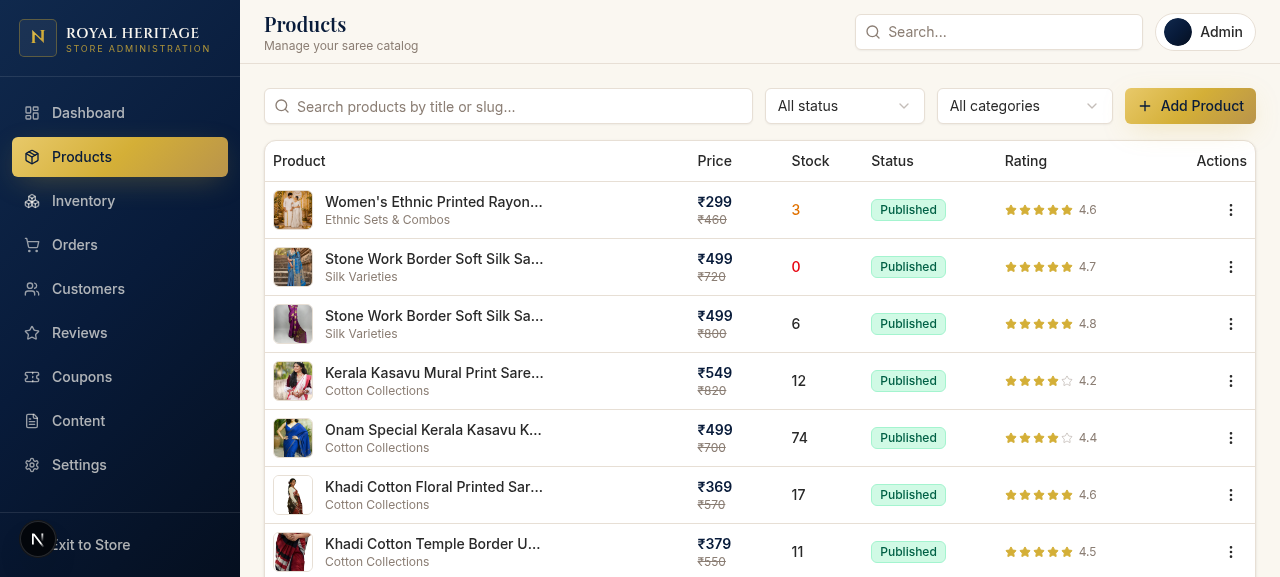 N
ROYAL HERITAGE
STORE ADMINISTRATION
Dashboard
Products
Inventory
Orders
Customers
Reviews
Coupons
Content
Settings
N
Exit to Store
Products
Manage your saree catalog
Search...
Admin
Search products by title or slug...
All status
All categories
Add Product
Product Price Stock Status Rating Actions
Women's Ethnic Printed Rayon...
Ethnic Sets & Combos
₹299
₹460
3
Published
4.6
Stone Work Border Soft Silk Sa...
Silk Varieties
₹499
₹720
0
Published
4.7
Stone Work Border Soft Silk Sa...
Silk Varieties
₹499
₹800
6
Published
4.8
Kerala Kasavu Mural Print Sare...
Cotton Collections
₹549
₹820
12
Published
4.2
Onam Special Kerala Kasavu K...
Cotton Collections
₹499
₹700
74
Published
4.4
Khadi Cotton Floral Printed Sar...
Cotton Collections
₹369
₹570
17
Published
4.6
Khadi Cotton Temple Border U...
Cotton Collections
₹379
₹550
11
Published
4.5